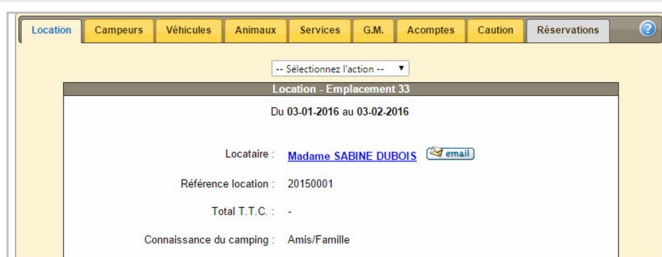 Location Campeurs Véhicules Animaux Services G.M. Acomptes Caution Réservations ?
-- Sélectionnez l'action --
Location - Emplacement 33
Du 03-01-2016 au 03-02-2016
Locataire : Madame SABINE DUBOIS email
Référence location : 20150001
Total T.T.C. : -
Connaissance du camping : Amis/Famille